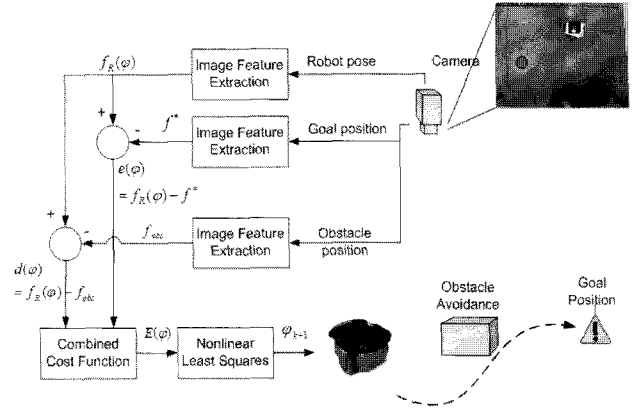 f_R(φ)
Image Feature
Extraction
Robot pose
Camera
+
-
f*
Image Feature
Extraction
Goal position
e(φ)
= f_R(φ) - f*
+
-
f_obs
Image Feature
Extraction
Obstacle
position
d(φ)
= f_R(φ) - f_obs
Combined
Cost Function
E(φ)
Nonlinear
Least Squares
φ_k+1
Obstacle
Avoidance
Goal
Position
!